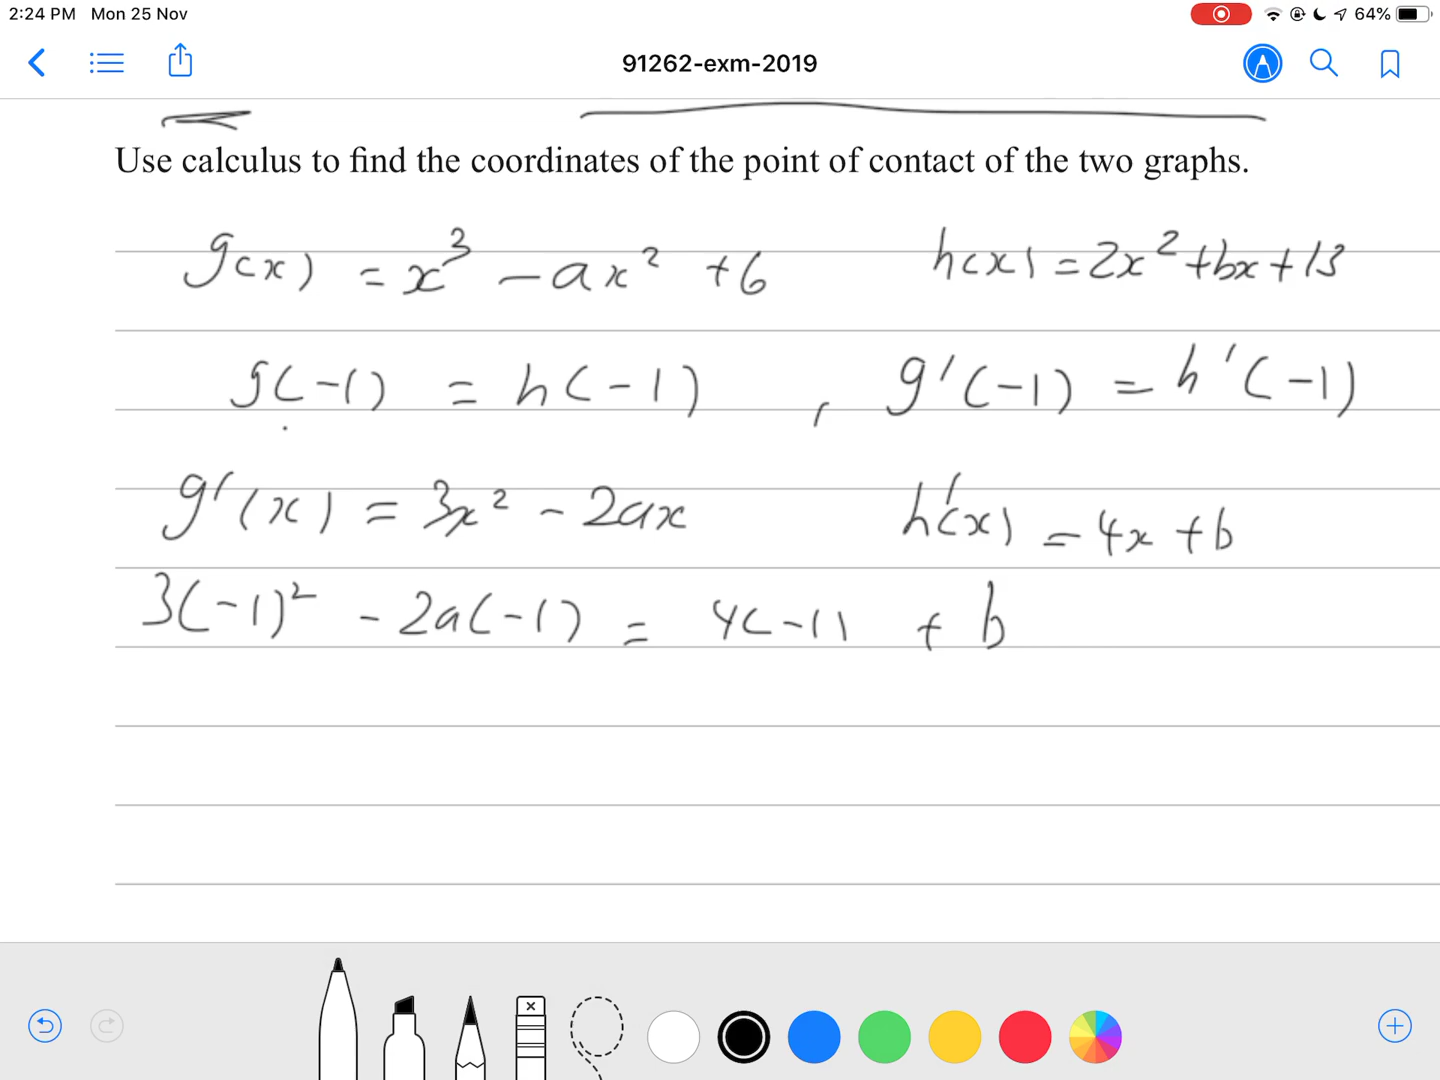 2:24 PM Mon 25 Nov 64%
91262-exm-2019
Use calculus to find the coordinates of the point of contact of the two graphs.
g(x) = x³ - ax² + 6 h(x) = 2x² + bx + 13
g(-1) = h(-1) , g'(-1) = h'(-1)
g'(x) = 3x² - 2ax h'(x) = 4x + b
3(-1)² - 2a(-1) = 4(-1) + b